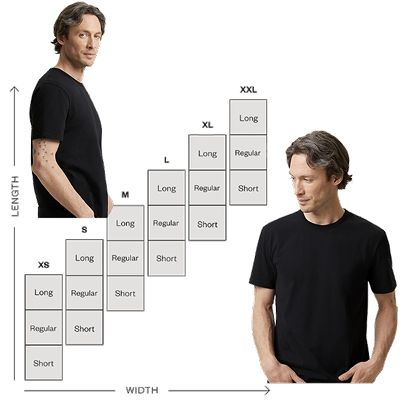 XXL
Long
Regular
Short
XL
Long
Regular
Short
L
Long
Regular
Short
M
Long
Regular
Short
S
Long
Regular
Short
XS
Long
Regular
Short
LENGTH
WIDTH